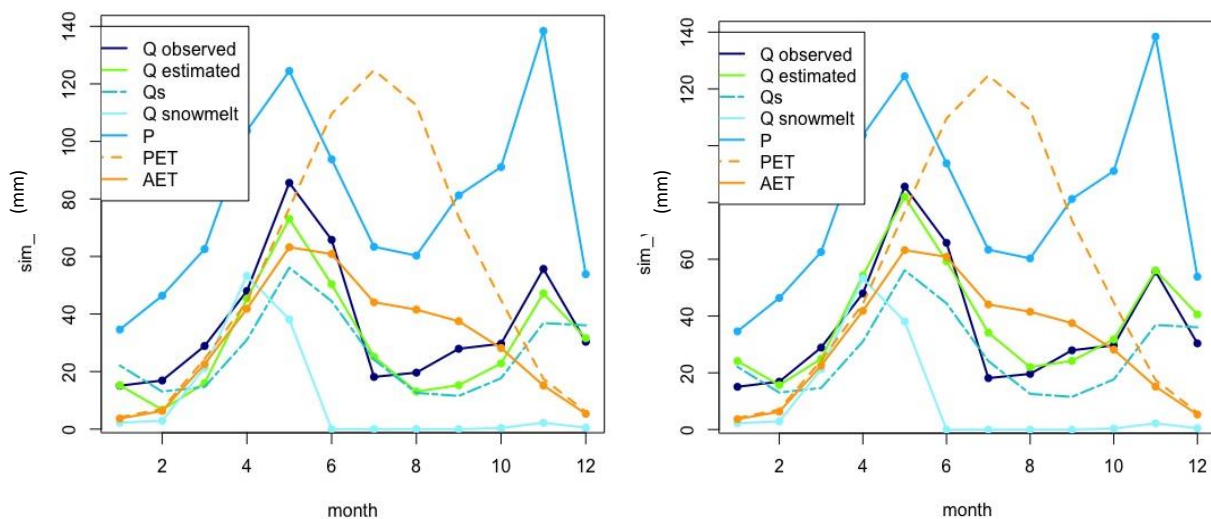 Q observed
Q estimated
Qs
Q snowmelt
P
PET
AET
140
120
100
80
60
40
20
0
sim_ (mm)
2 4 6 8 10 12
month
Q observed
Q estimated
Qs
Q snowmelt
P
PET
AET
140
120
60
40
20
0
sim_ (mm)
2 4 6 8 10 12
month